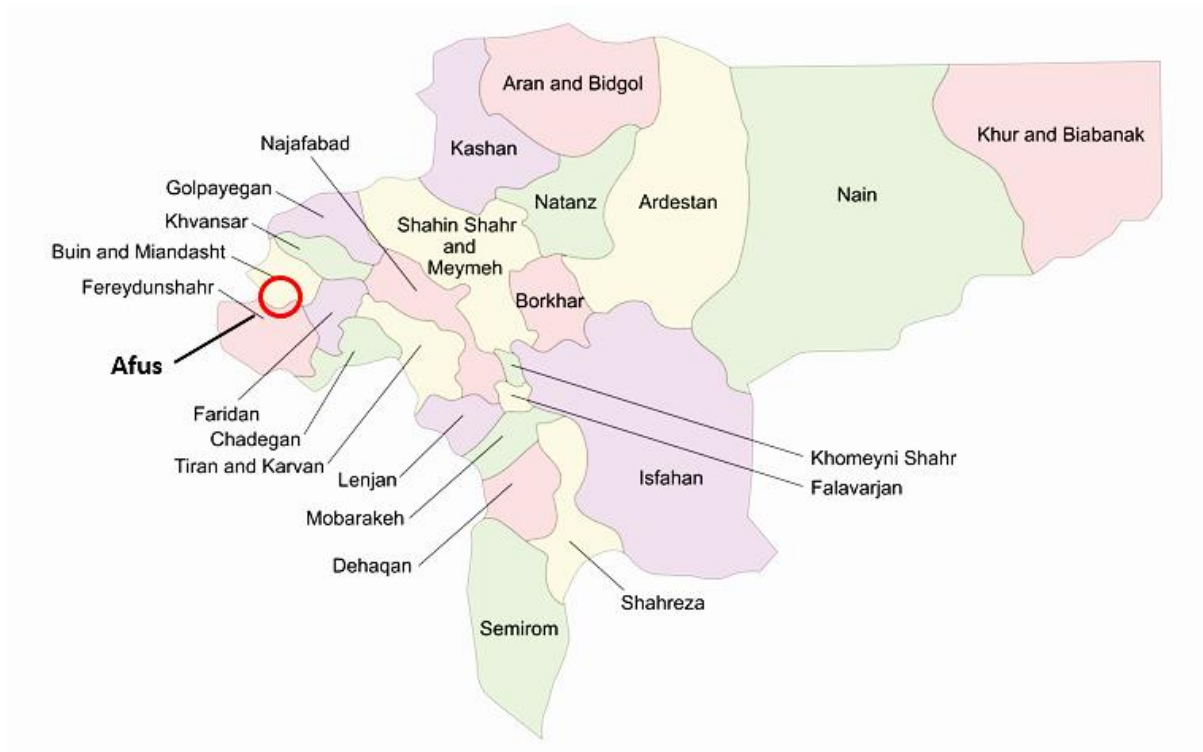 Aran and Bidgol
Khur and Biabanak
Najafabad
Kashan
Golpayegan
Nain
Natanz
Ardestan
Khvansar
Shahin Shahr
and
Meymeh
Buin and Miandasht
Fereydunshahr
Borkhar
Afus
Faridan
Chadegan
Tiran and Karvan
Khomeyni Shahr
Lenjan
Isfahan
Falavarjan
Mobarakeh
Dehaqan
Shahreza
Semirom